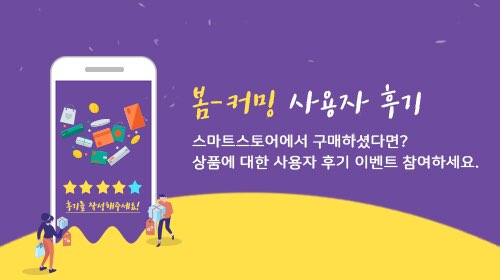 봄-커밍 사용자 후기
스마트스토어에서 구매하셨다면?
상품에 대한 사용자 후기 이벤트 참여하세요.
후기를 작성해주세요!